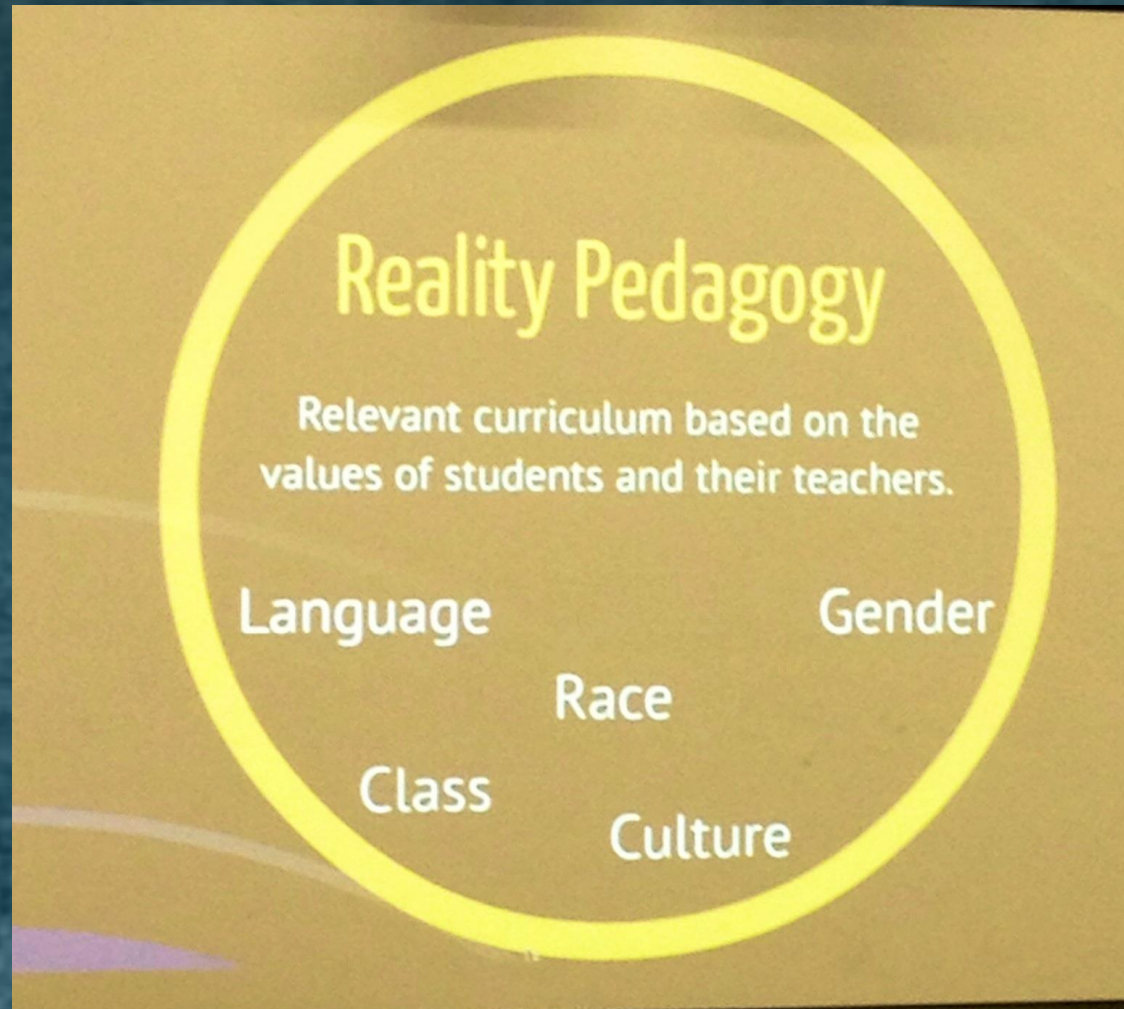 Reality Pedagogy
Relevant curriculum based on the
values of students and their teachers.
Language
Gender
Race
Class
Culture